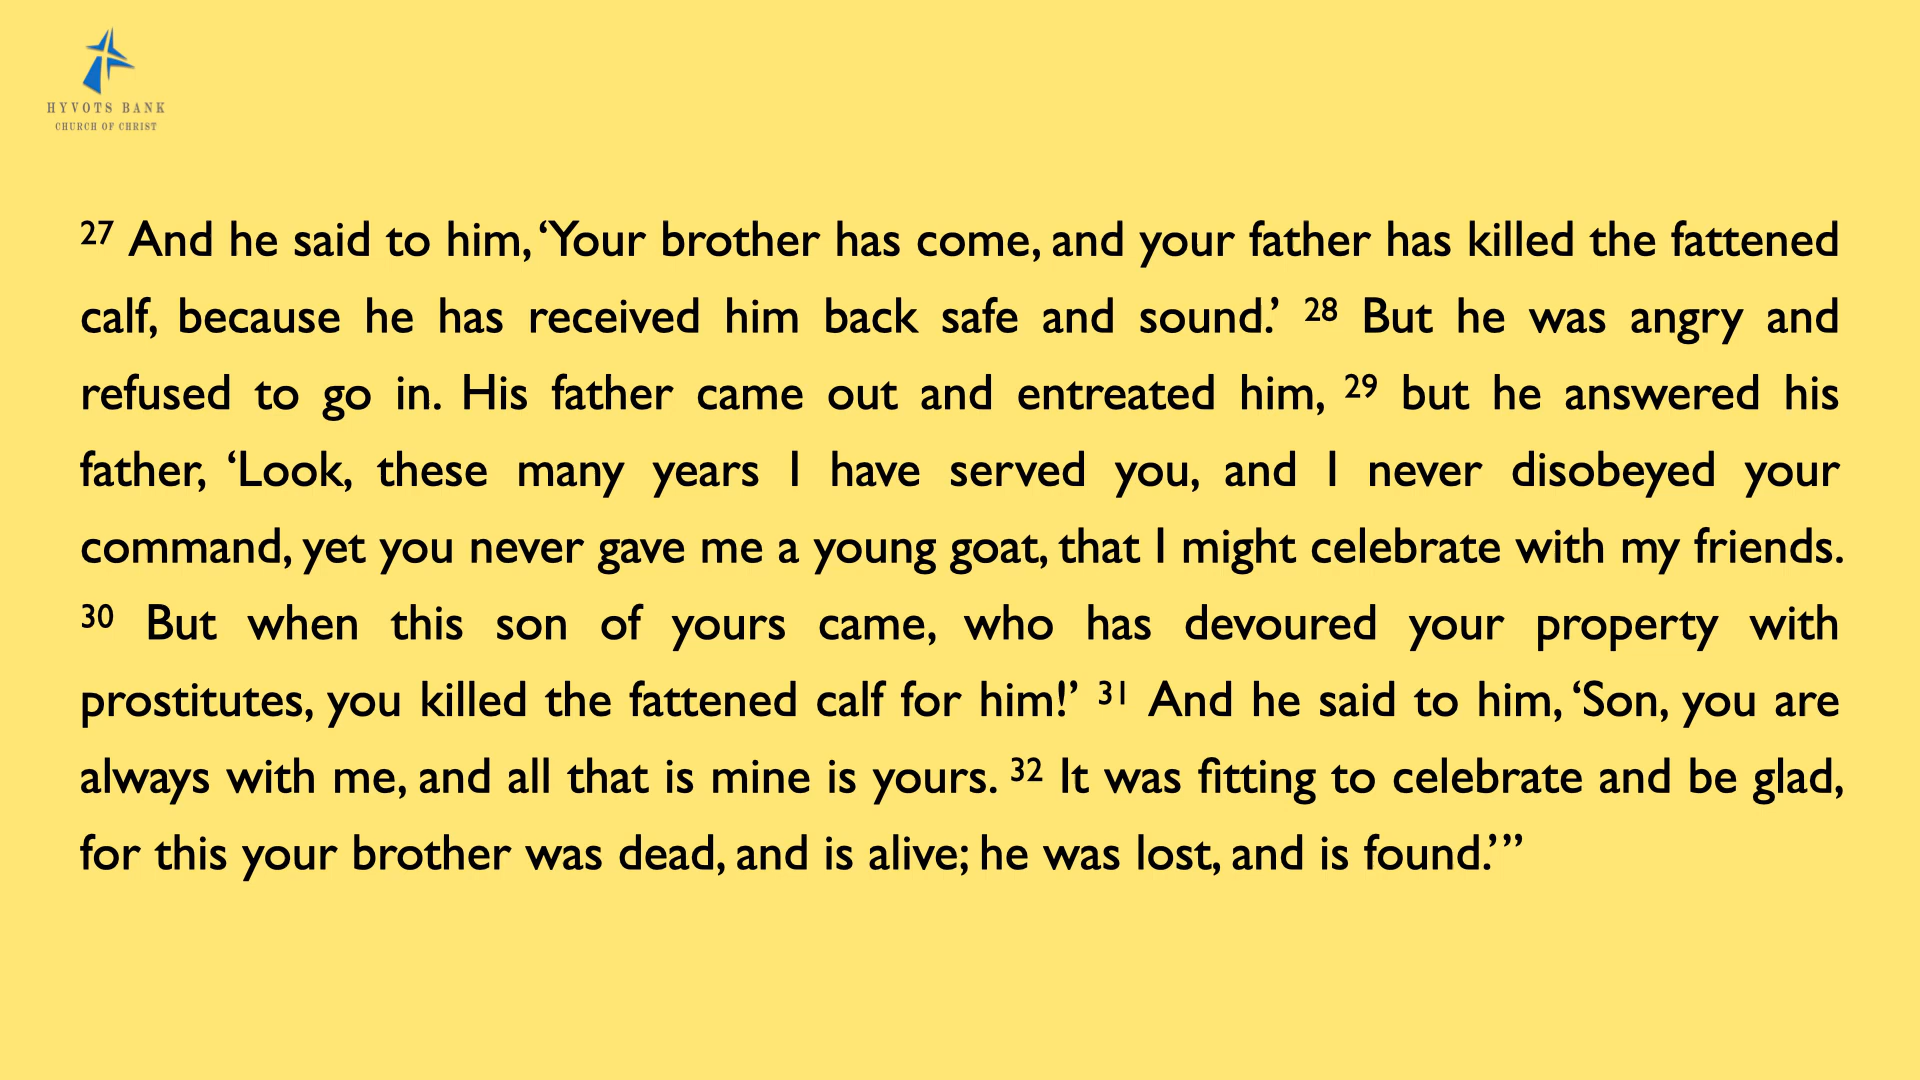 HYVOTS BANK
CHURCH OF CHRIST
27 And he said to him, ‘Your brother has come, and your father has killed the fattened
calf, because he has received him back safe and sound.’ 28 But he was angry and
refused to go in. His father came out and entreated him, 29 but he answered his
father, ‘Look, these many years I have served you, and I never disobeyed your
command, yet you never gave me a young goat, that I might celebrate with my friends.
30 But when this son of yours came, who has devoured your property with
prostitutes, you killed the fattened calf for him!’ 31 And he said to him, ‘Son, you are
always with me, and all that is mine is yours. 32 It was fitting to celebrate and be glad,
for this your brother was dead, and is alive; he was lost, and is found.’”